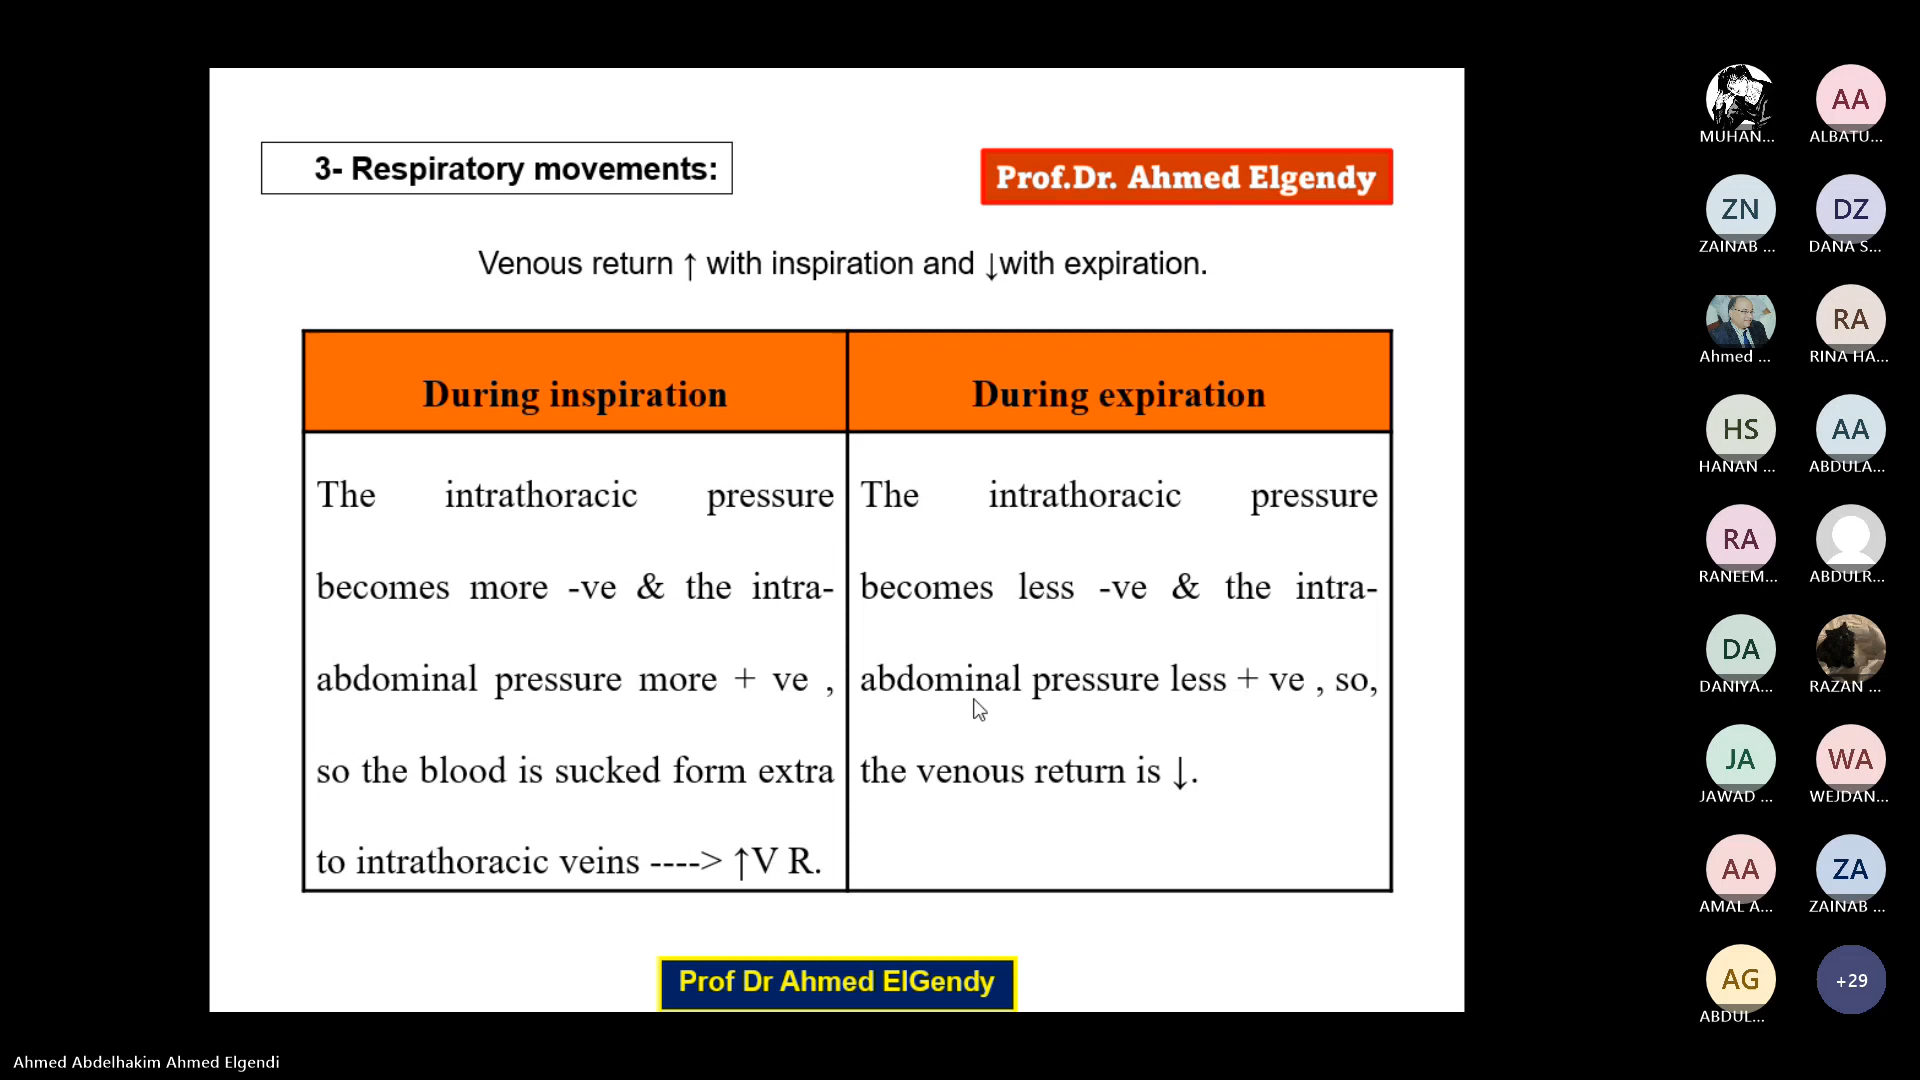 3- Respiratory movements:
Prof.Dr. Ahmed Elgendy
Venous return ↑ with inspiration and ↓with expiration.
During inspiration
The intrathoracic pressure
becomes more -ve & the intra-
abdominal pressure more + ve ,
so the blood is sucked form extra
to intrathoracic veins ----> ↑V R.
During expiration
The intrathoracic pressure
becomes less -ve & the intra-
abdominal pressure less + ve , so,
the venous return is ↓.
Prof Dr Ahmed ElGendy
Ahmed Abdelhakim Ahmed Elgendi
MUHAN...
AA
ALBATU...
ZN
ZAINAB ...
DZ
DANA S...
Ahmed ...
RA
RINA HA...
HS
HANAN ...
AA
ABDULA...
RA
RANEEM...
ABDULR...
DA
DANIYA...
RAZAN ...
JA
JAWAD ...
WA
WEJDAN...
AA
AMAL A...
ZA
ZAINAB ...
AG
ABDUL...
+29